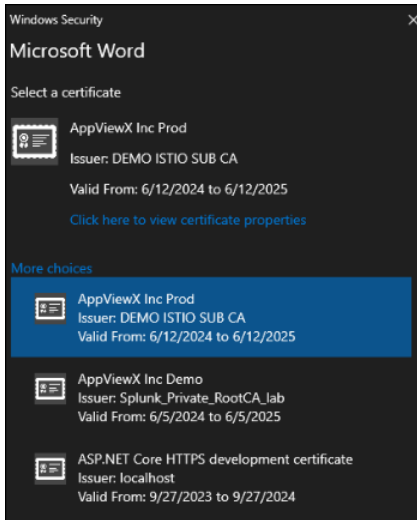 Windows Security
Microsoft Word
Select a certificate
AppViewX Inc Prod
Issuer: DEMO ISTIO SUB CA
Valid From: 6/12/2024 to 6/12/2025
Click here to view certificate properties
More choices
AppViewX Inc Prod
Issuer: DEMO ISTIO SUB CA
Valid From: 6/12/2024 to 6/12/2025
AppViewX Inc Demo
Issuer: Splunk_Private_RootCA_lab
Valid From: 6/5/2024 to 6/5/2025
ASP.NET Core HTTPS development certificate
Issuer: localhost
Valid From: 9/27/2023 to 9/27/2024